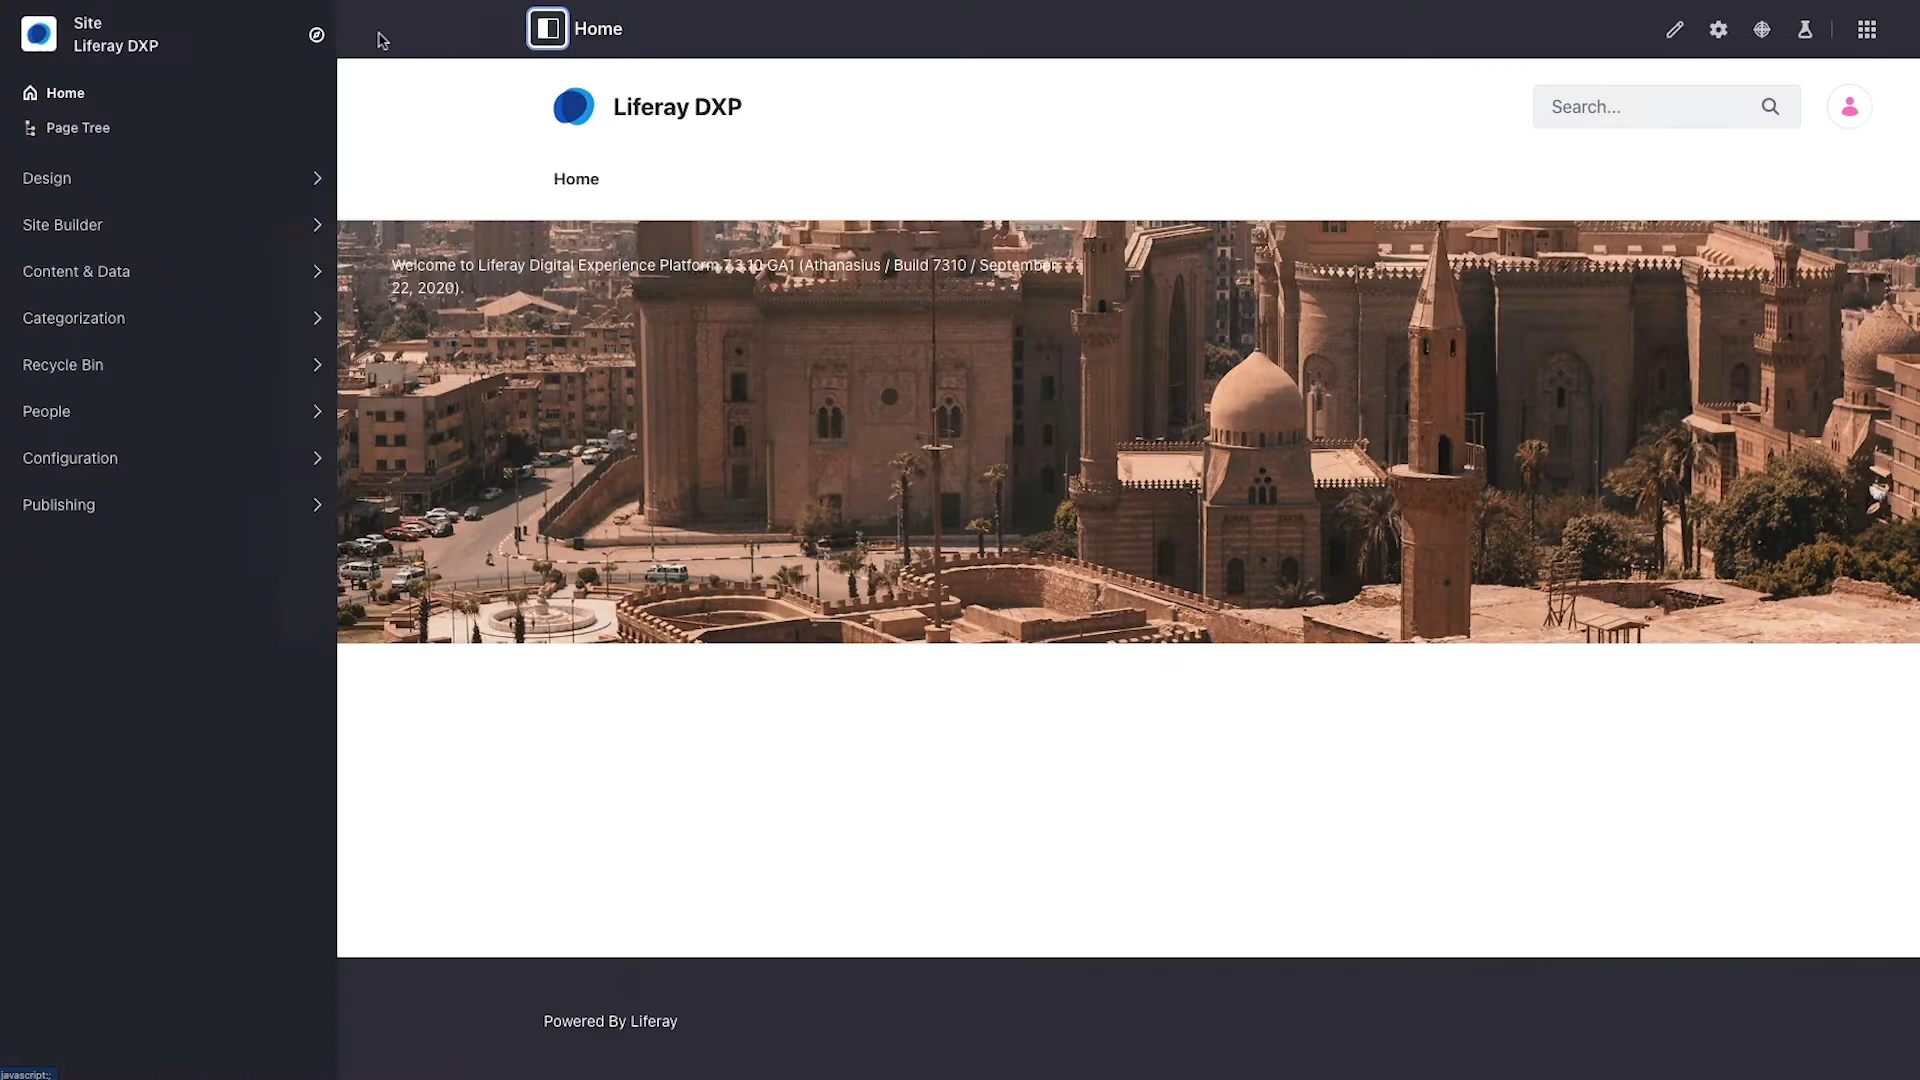 Site
Liferay DXP
Home
Page Tree
Design
Site Builder
Content & Data
Categorization
Recycle Bin
People
Configuration
Publishing
Home
Liferay DXP
Search...
Home
Welcome to Liferay Digital Experience Platform 7.3.10 GA1 (Athanasius / Build 7310 / September
22, 2020).
Powered By Liferay
javascript:;